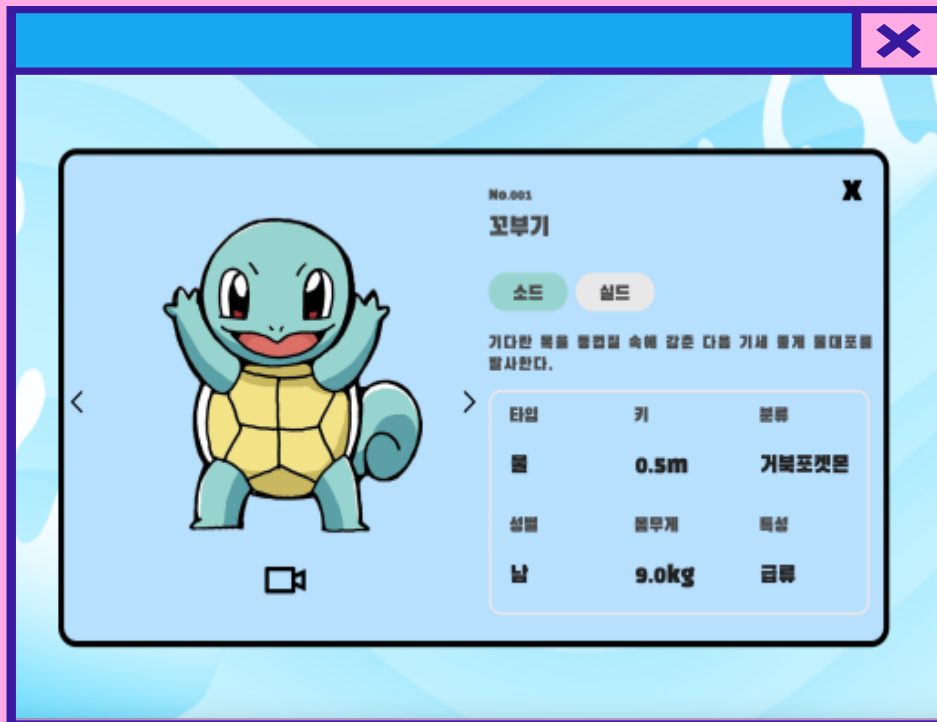 No.001
X
꼬부기
소드
실드
기다란 목을 등껍질 속에 감춘 다음 기세 좋게 물대포를
발사한다.
타입
키
분류
물
0.5m
거북포켓몬
성별
몸무게
특성
남
9.0kg
급류